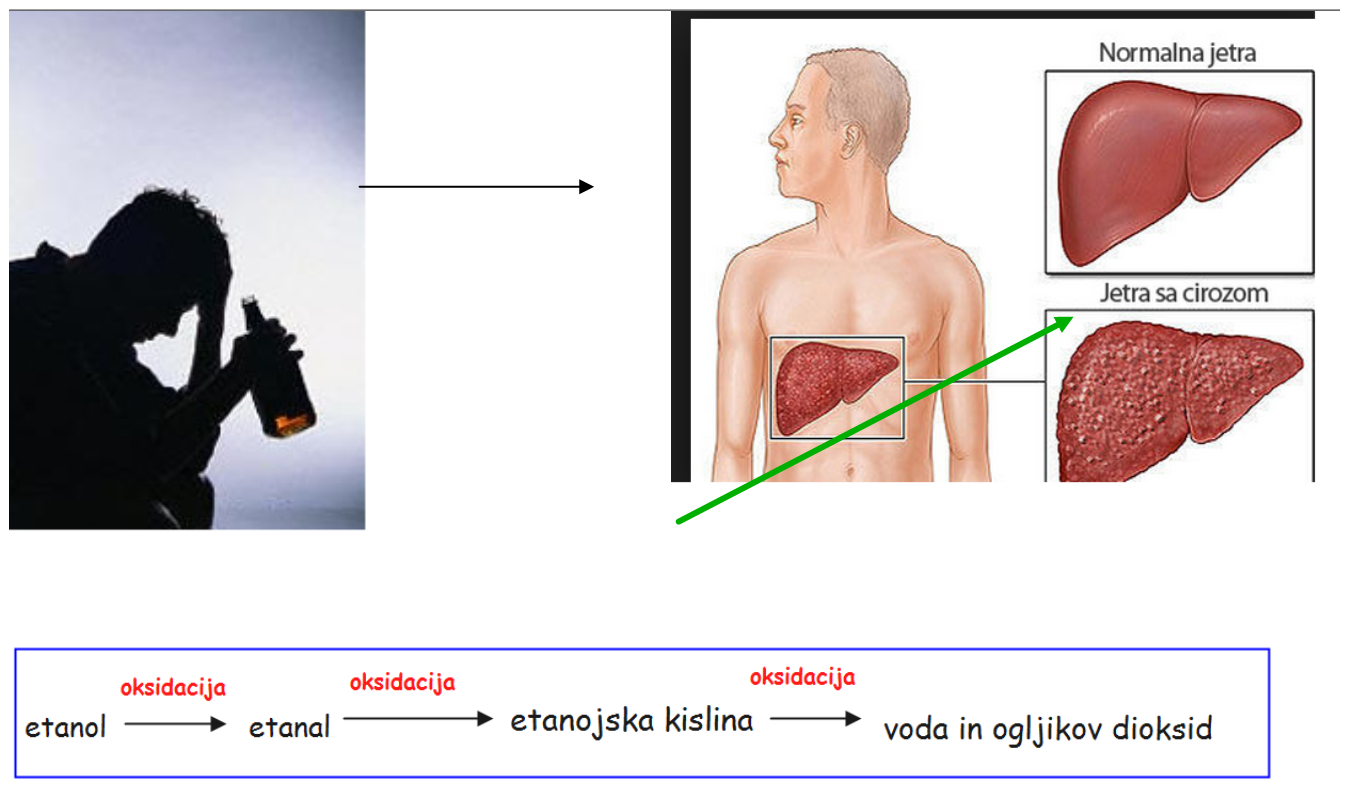 Normalna jetra
Jetra sa cirozom
oksidacija oksidacija oksidacija
etanol etanal etanojska kislina voda in ogljikov dioksid